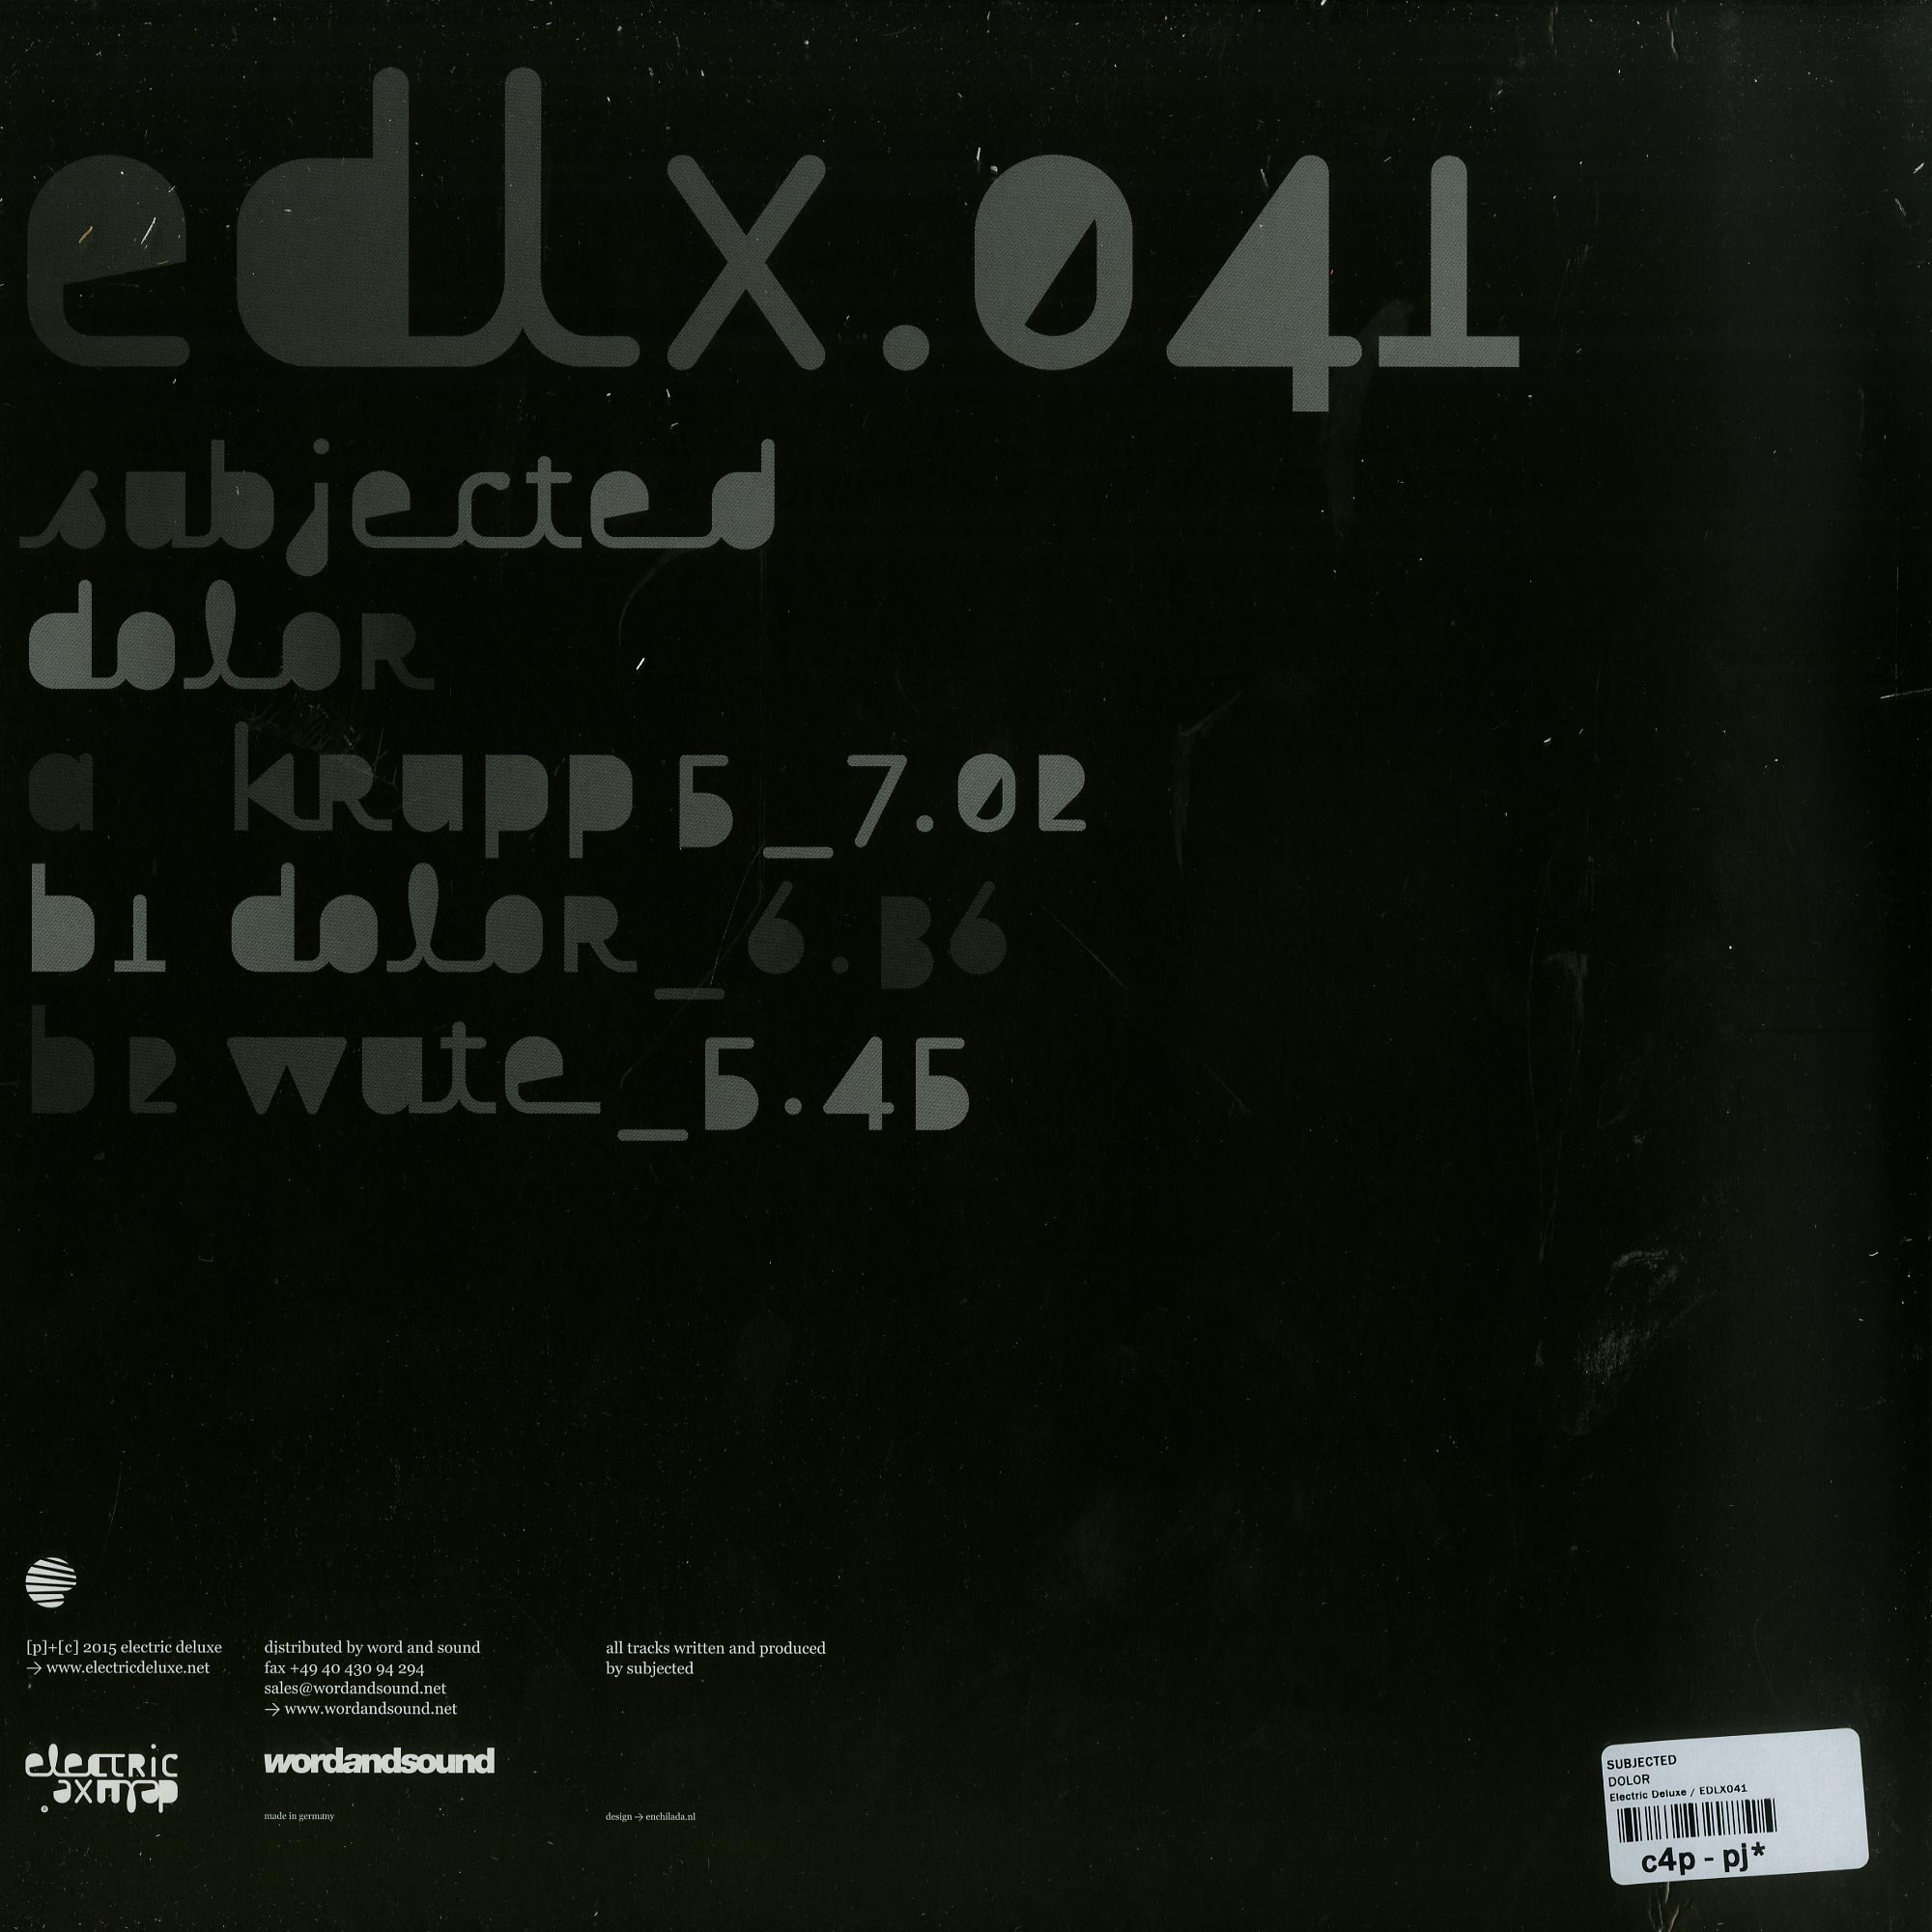 edlx.041
subjected
dolor
a krapp 5_7.02
b1 dolor_6.36
b2 wute_5.45
[p]+[c] 2015 electric deluxe
→ www.electricdeluxe.net
distributed by word and sound
fax +49 40 430 94 294
sales@wordandsound.net
→ www.wordandsound.net
all tracks written and produced
by subjected
electric
deluxe
wordandsound
made in germany
design → enchilada.nl
SUBJECTED
DOLOR
Electric Deluxe / EDLX041
c4p - pj*